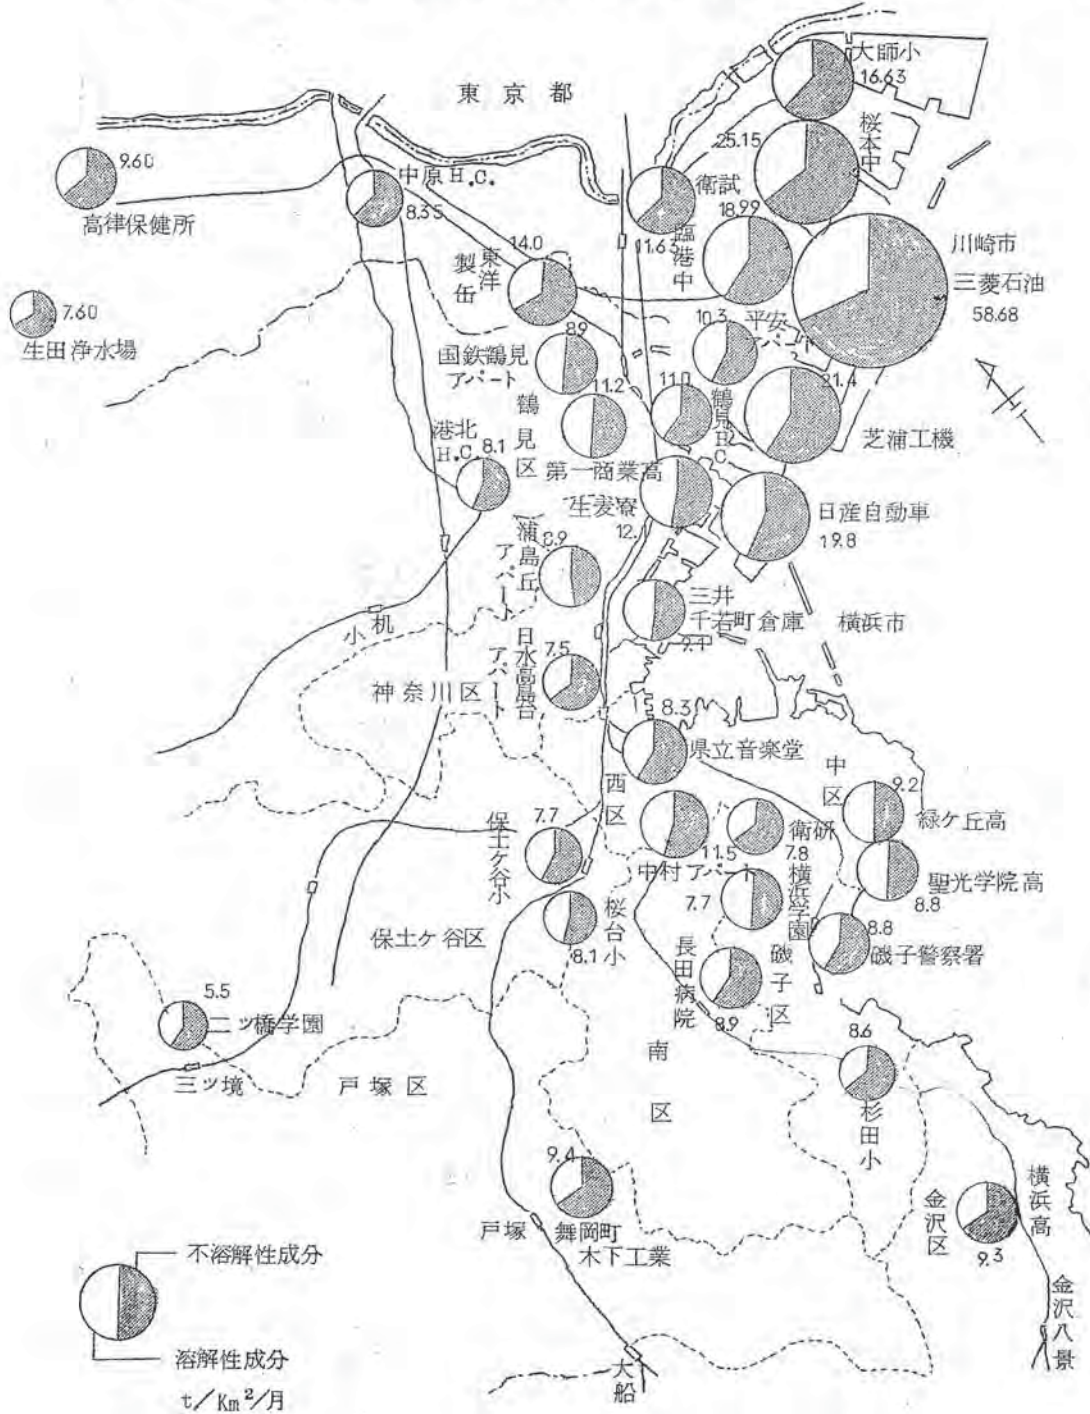 東京都
大師小
16.63
桜本中
25.15
9.60
高津保健所
中原H.C.
8.35
衛試
11.63
18.99
臨港中
川崎市
三菱石油
58.68
14.0
東洋
製缶
7.60
生田浄水場
8.9
国鉄鶴見
アパート
10.3
平安
アパート
11.2
鶴見区
第一商業高
11.0
鶴見HC
21.4
芝浦工機
港北
H.C.
8.1
生麦寮
12.
日産自動車
19.8
浦島丘
アパート
8.9
三井
千若町倉庫
9.1
横浜市
小机
日水高島台
アパート
7.5
神奈川区
8.3
県立音楽堂
西区
中区
9.2
緑ケ丘高
7.7
保土ケ谷小
11.5
中村アパート
衛研
7.8
聖光学院高
8.8
横浜学園
7.7
桜台小
8.1
保土ケ谷区
8.8
磯子警察署
長田病院
8.9
磯子区
5.5
二ッ橋学園
三ッ境
戸塚区
南区
8.6
杉田小
9.4
舞岡町
木下工業
戸塚
金沢区
横浜高
9.3
金沢八景
大船
不溶解性成分
溶解性成分
t/Km²/月